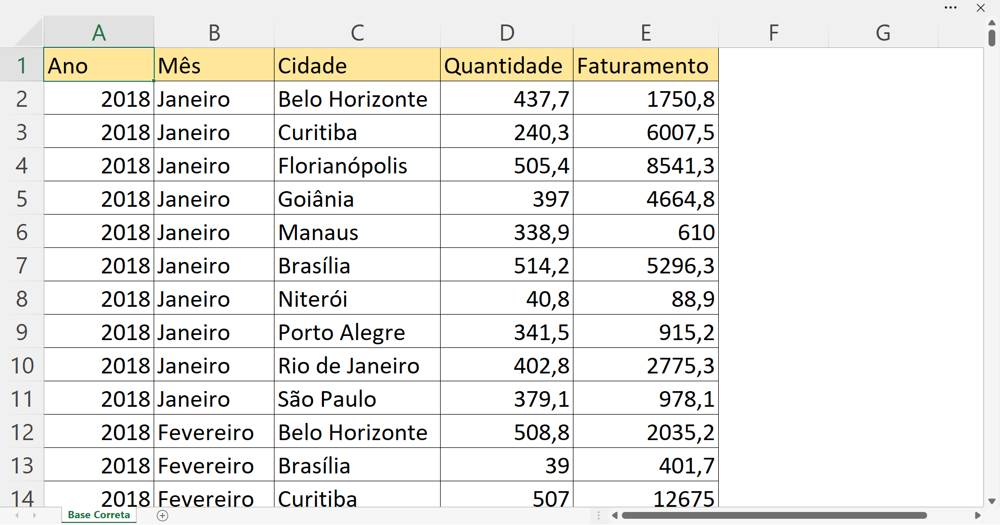 A B C D E F G
1 Ano Mês Cidade Quantidade Faturamento
2 2018 Janeiro Belo Horizonte 437,7 1750,8
3 2018 Janeiro Curitiba 240,3 6007,5
4 2018 Janeiro Florianópolis 505,4 8541,3
5 2018 Janeiro Goiânia 397 4664,8
6 2018 Janeiro Manaus 338,9 610
7 2018 Janeiro Brasília 514,2 5296,3
8 2018 Janeiro Niterói 40,8 88,9
9 2018 Janeiro Porto Alegre 341,5 915,2
10 2018 Janeiro Rio de Janeiro 402,8 2775,3
11 2018 Janeiro São Paulo 379,1 978,1
12 2018 Fevereiro Belo Horizonte 508,8 2035,2
13 2018 Fevereiro Brasília 39 401,7
14 2018 Fevereiro Curitiba 507 12675
Base Correta